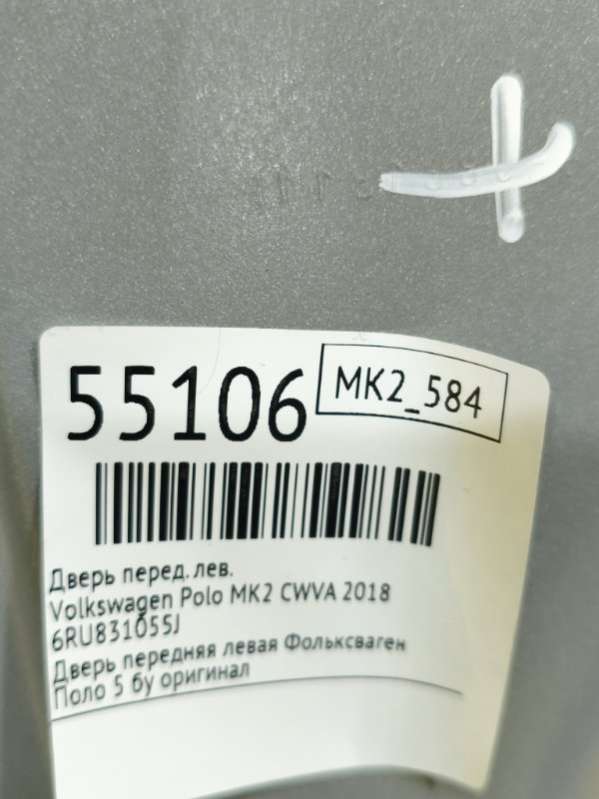 55106
MK2_584
Дверь перед. лев.
Volkswagen Polo MK2 CWVA 2018
6RU831055J
Дверь передняя левая Фольксваген
Поло 5 бу оригинал